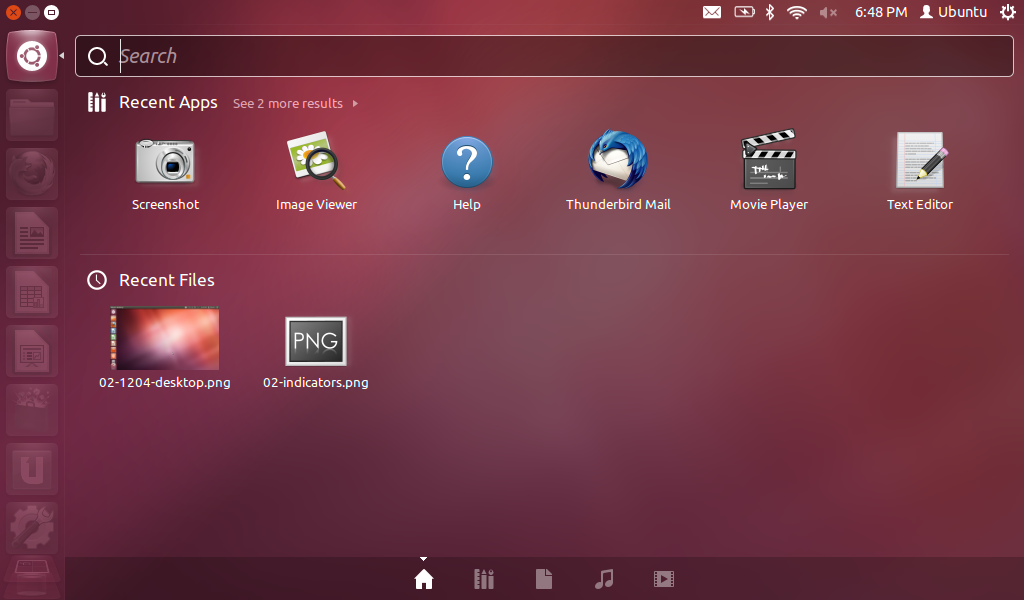 6:48 PM Ubuntu
Search
Recent Apps See 2 more results
Screenshot Image Viewer Help Thunderbird Mail Movie Player Text Editor
Recent Files
PNG
02-1204-desktop.png 02-indicators.png